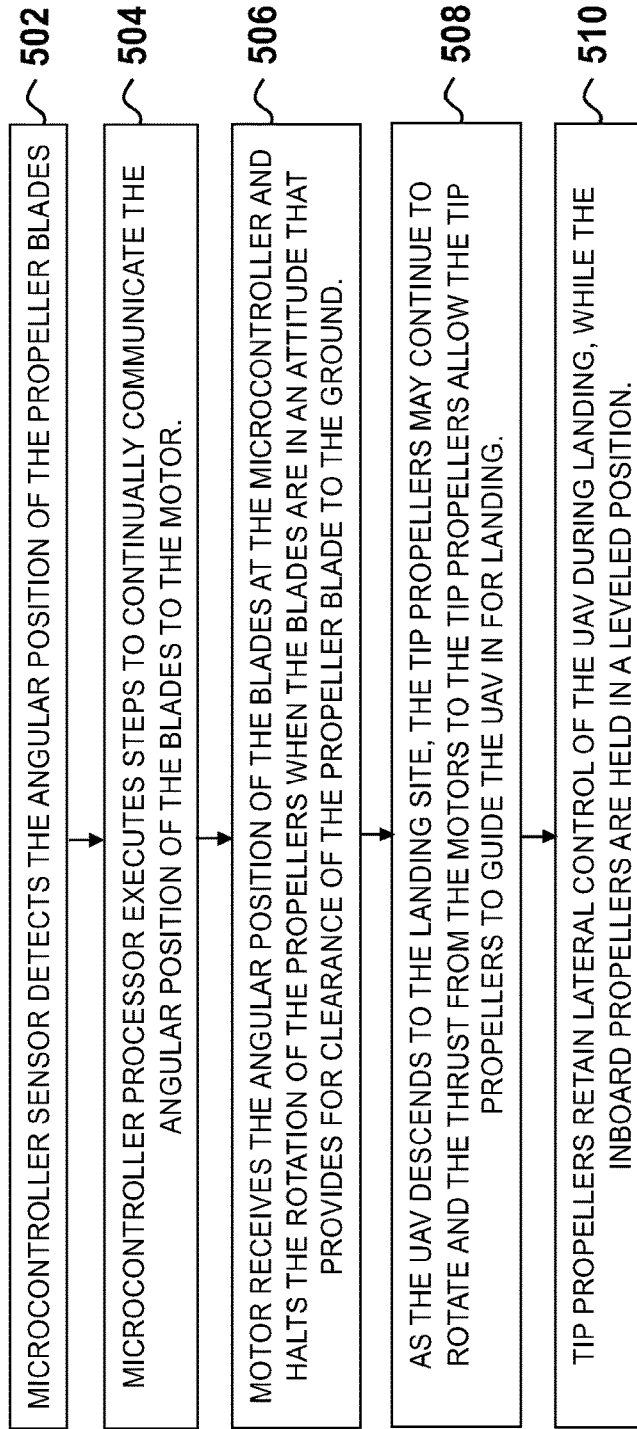 MICROCONTROLLER SENSOR DETECTS THE ANGULAR POSITION OF THE PROPELLER BLADES
502
MICROCONTROLLER PROCESSOR EXECUTES STEPS TO CONTINUALLY COMMUNICATE THE
ANGULAR POSITION OF THE BLADES TO THE MOTOR.
504
MOTOR RECEIVES THE ANGULAR POSITION OF THE BLADES AT THE MICROCONTROLLER AND
HALTS THE ROTATION OF THE PROPELLERS WHEN THE BLADES ARE IN AN ATTITUDE THAT
PROVIDES FOR CLEARANCE OF THE PROPELLER BLADE TO THE GROUND.
506
AS THE UAV DESCENDS TO THE LANDING SITE, THE TIP PROPELLERS MAY CONTINUE TO
ROTATE AND THE THRUST FROM THE MOTORS TO THE TIP PROPELLERS ALLOW THE TIP
PROPELLERS TO GUIDE THE UAV IN FOR LANDING.
508
TIP PROPELLERS RETAIN LATERAL CONTROL OF THE UAV DURING LANDING, WHILE THE
INBOARD PROPELLERS ARE HELD IN A LEVELED POSITION.
510